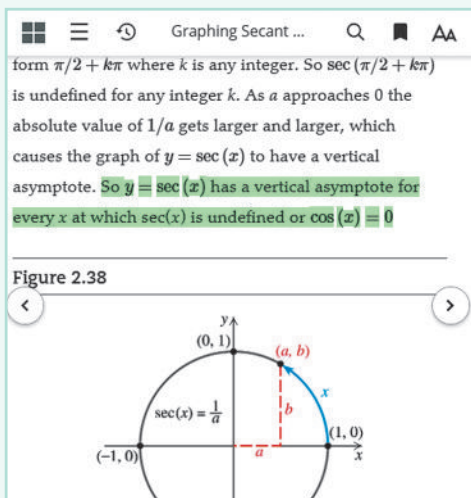 Graphing Secant ... AA
form π/2 + kπ where k is any integer. So sec (π/2 + kπ)
is undefined for any integer k. As a approaches 0 the
absolute value of 1/a gets larger and larger, which
causes the graph of y = sec (x) to have a vertical
asymptote. So y = sec (x) has a vertical asymptote for
every x at which sec(x) is undefined or cos (x) = 0
Figure 2.38
y
(0, 1)
(a, b)
x
sec(x) = 1/a
b
(1, 0)
(−1, 0)
a
x